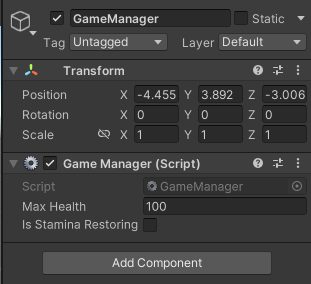 GameManager Static
Tag Untagged Layer Default
Transform
Position X -4.455 Y 3.892 Z -3.006
Rotation X 0 Y 0 Z 0
Scale X 1 Y 1 Z 1
Game Manager (Script)
Script GameManager
Max Health 100
Is Stamina Restoring
Add Component